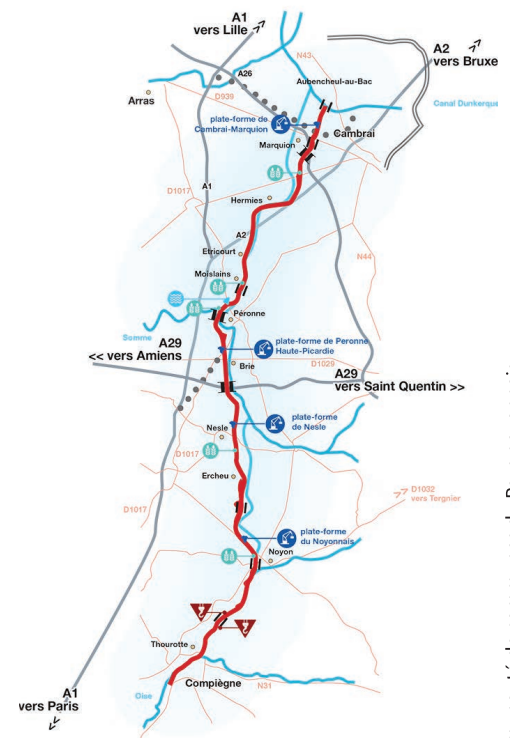 A1
vers Lille >>
A26
N43
A2
vers Bruxe
Aubencheul-au-Bac
Arras
D939
Canal Dunkerqu
plate-forme de
Cambrai-Marquion
Cambrai
Marquion
D1017
A1
Hermies
A2
Etricourt
N44
Moislains
Péronne
Somme
plate-forme de Peronne
Haute-Picardie
A29
<< vers Amiens
Brie
D1029
A29
vers Saint Quentin >>
plate-forme
de Nesle
Nesle
D1017
Ercheu
D1032
vers Tergnier
D1017
plate-forme
du Noyonnais
Noyon
Thourotte
Compiègne
N31
Oise
A1
vers Paris
>>